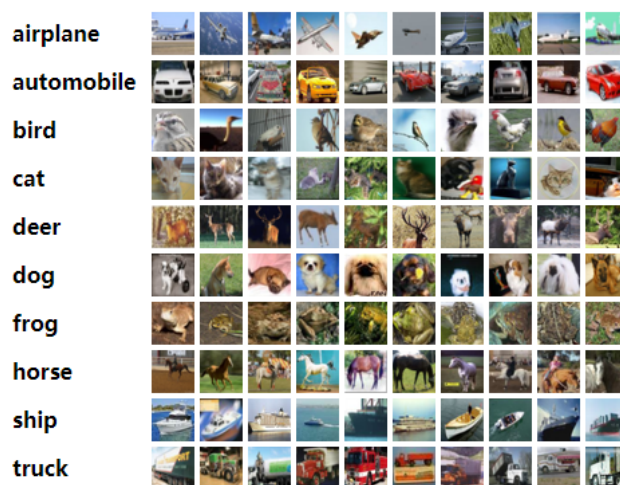 airplane
automobile
bird
cat
deer
dog
frog
horse
ship
truck